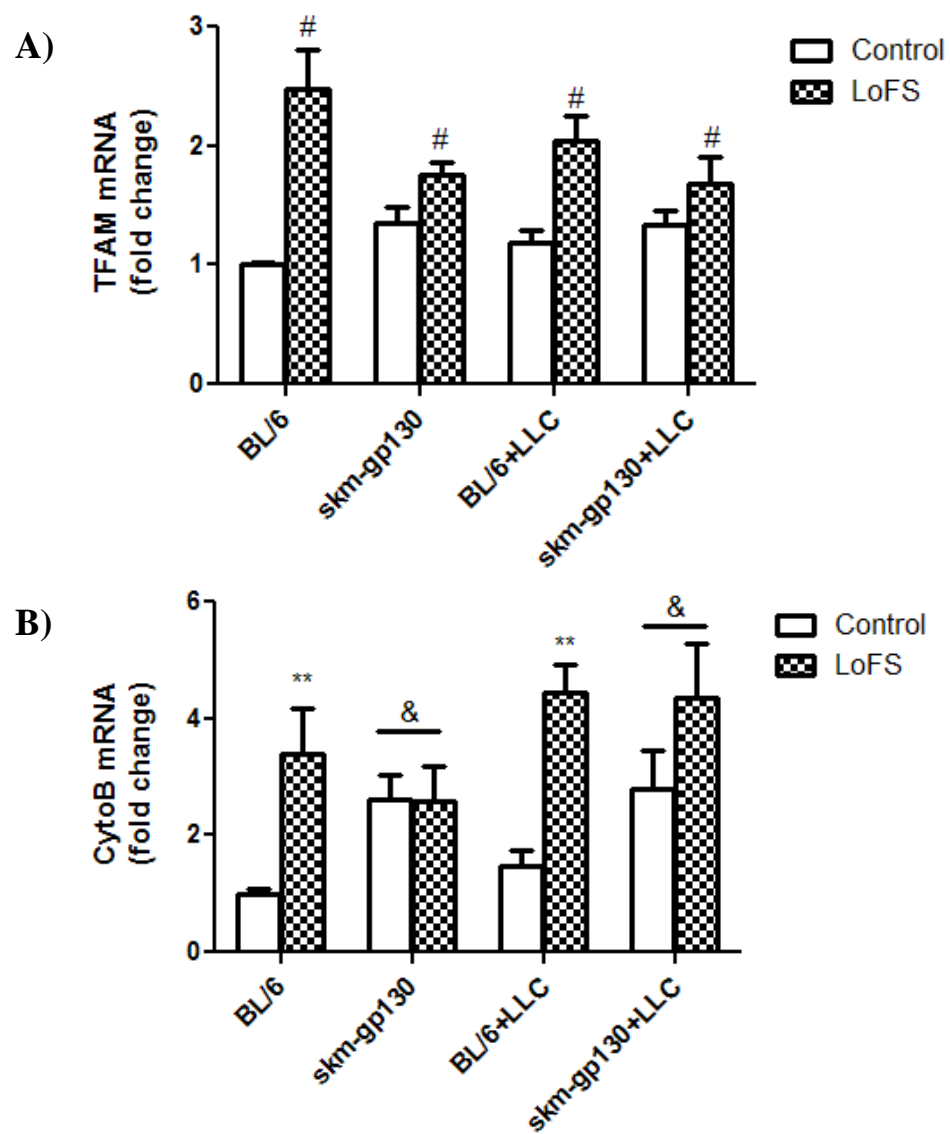 A)
TFAM mRNA
(fold change)
3
2
1
0
#
#
#
#
Control
LoFS
BL/6
skm-gp130
BL/6+LLC
skm-gp130+LLC
B)
CytoB mRNA
(fold change)
6
4
2
0
**
&
**
&
Control
LoFS
BL/6
skm-gp130
BL/6+LLC
skm-gp130+LLC